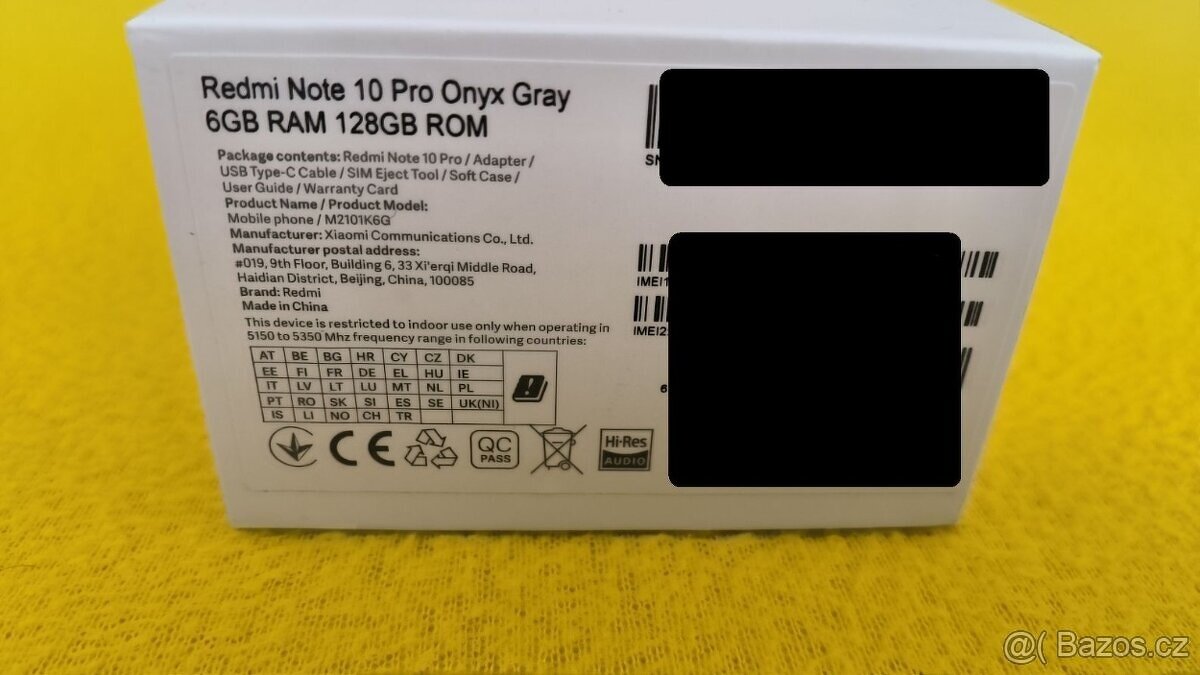 Redmi Note 10 Pro Onyx Gray
6GB RAM 128GB ROM
Package contents: Redmi Note 10 Pro / Adapter /
USB Type-C Cable / SIM Eject Tool / Soft Case /
User Guide / Warranty Card
Product Name / Product Model:
Mobile phone / M2101K6G
Manufacturer: Xiaomi Communications Co., Ltd.
Manufacturer postal address:
#019, 9th Floor, Building 6, 33 Xi'erqi Middle Road,
Haidian District, Beijing, China, 100085
Brand: Redmi
Made in China
This device is restricted to indoor use only when operating in
5150 to 5350 Mhz frequency range in following countries:
AT BE BG HR CY CZ DK
EE FI FR DE EL HU IE
IT LV LT LU MT NL PL
PT RO SK SI ES SE UK(NI)
IS LI NO CH TR
CE
QC
PASS
Hi-Res
AUDIO
SN
IMEI1
IMEI2:
6
@( Bazos.cz